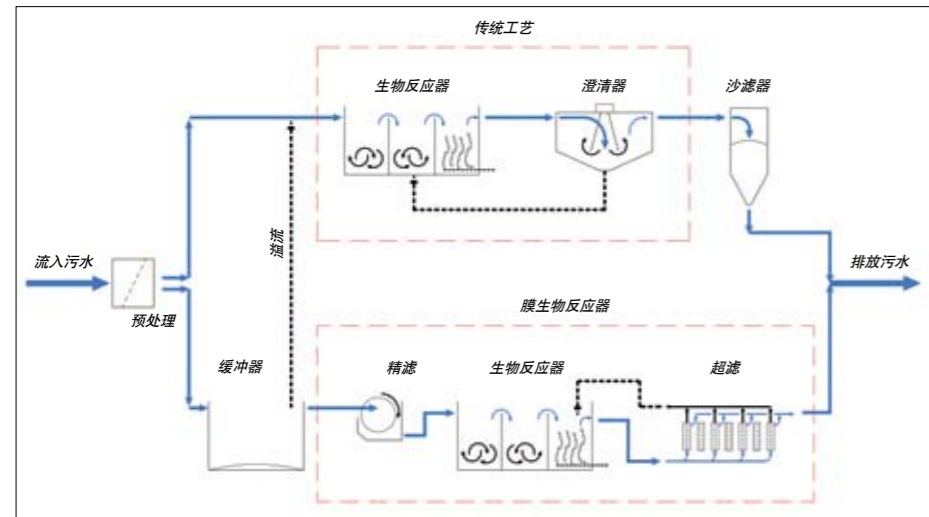 传统工艺
生物反应器
澄清器
沙滤器
溢流
流入污水
排放污水
预处理
膜生物反应器
缓冲器
精滤
生物反应器
超滤